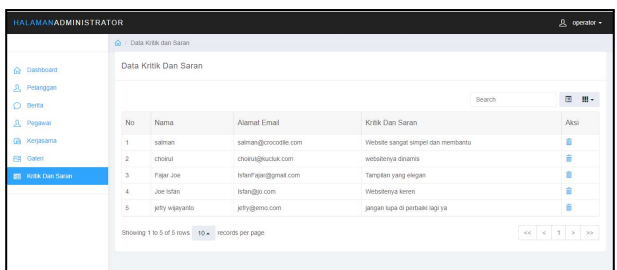 HALAMANADMINISTRATOR
operator
/ Data Kritik dan Saran
Dashboard
Pelanggan
Berita
Pegawai
Kerjasama
Galeri
Kritik Dan Saran
Data Kritik Dan Saran
Search
No Nama Alamat Email Kritik Dan Saran Aksi
1 salman salman@crocodile.com Website sangat simpel dan membantu
2 choirul choirul@kucluk.com websitenya dinamis
3 Fajar Joe IsfanFajar@gmail.com Tampilan yang elegan
4 Joe Isfan Isfan@jo.com Websitenya keren
5 jefry wijayanto jefry@emo.com jangan lupa di perbaiki lagi ya
Showing 1 to 5 of 5 rows 10 records per page
<< < 1 > >>